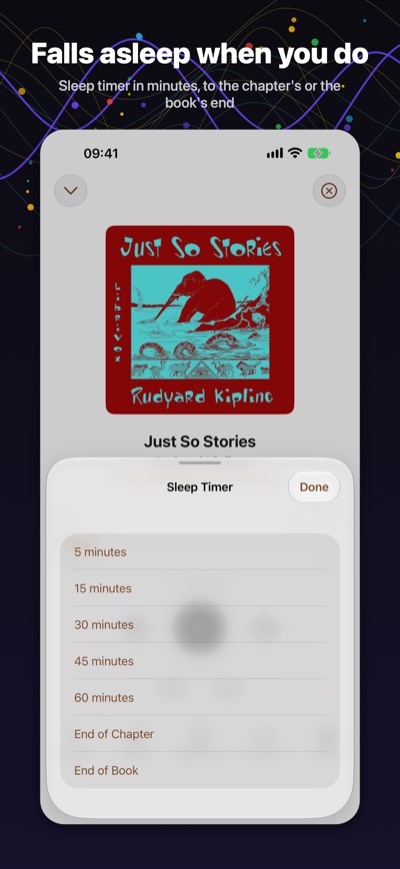 Falls asleep when you do
Sleep timer in minutes, to the chapter's or the
book's end
09:41
Just So Stories
Librivox
Rudyard Kipling
Just So Stories
Sleep Timer
Done
5 minutes
15 minutes
30 minutes
45 minutes
60 minutes
End of Chapter
End of Book